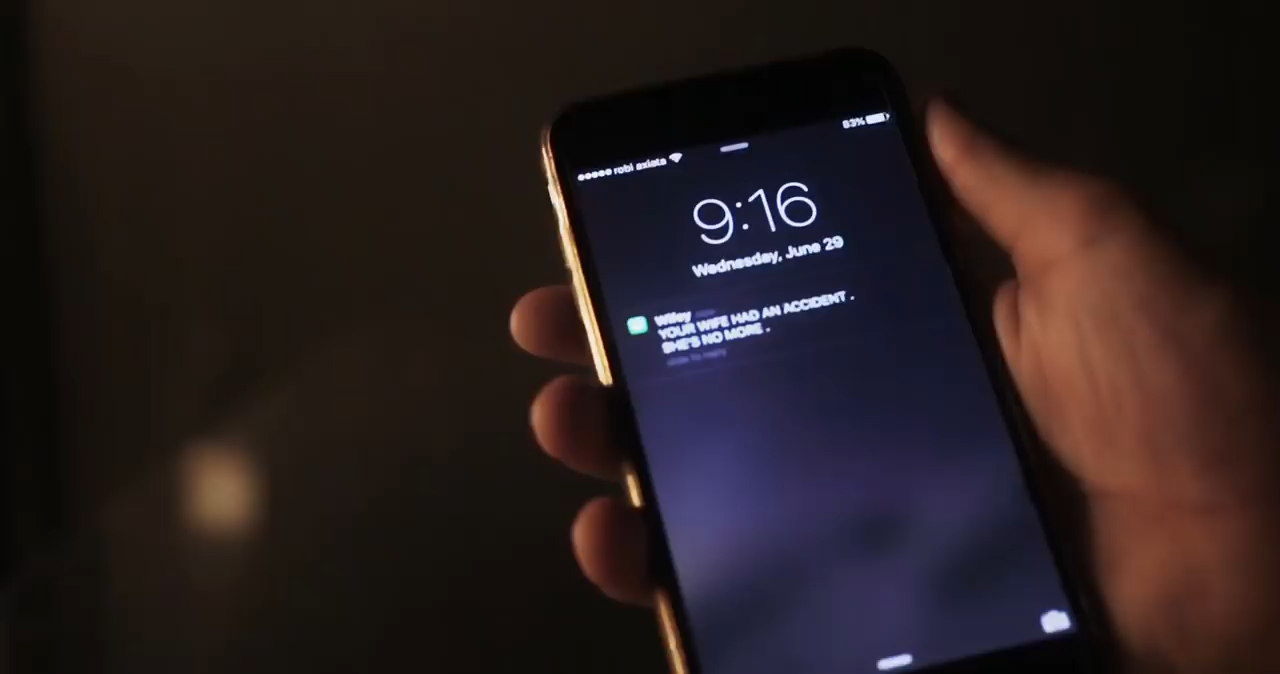 robi axiata
83%
9:16
Wednesday, June 29
Wifey
YOUR WIFE HAD AN ACCIDENT .
SHE'S NO MORE .
slide to reply